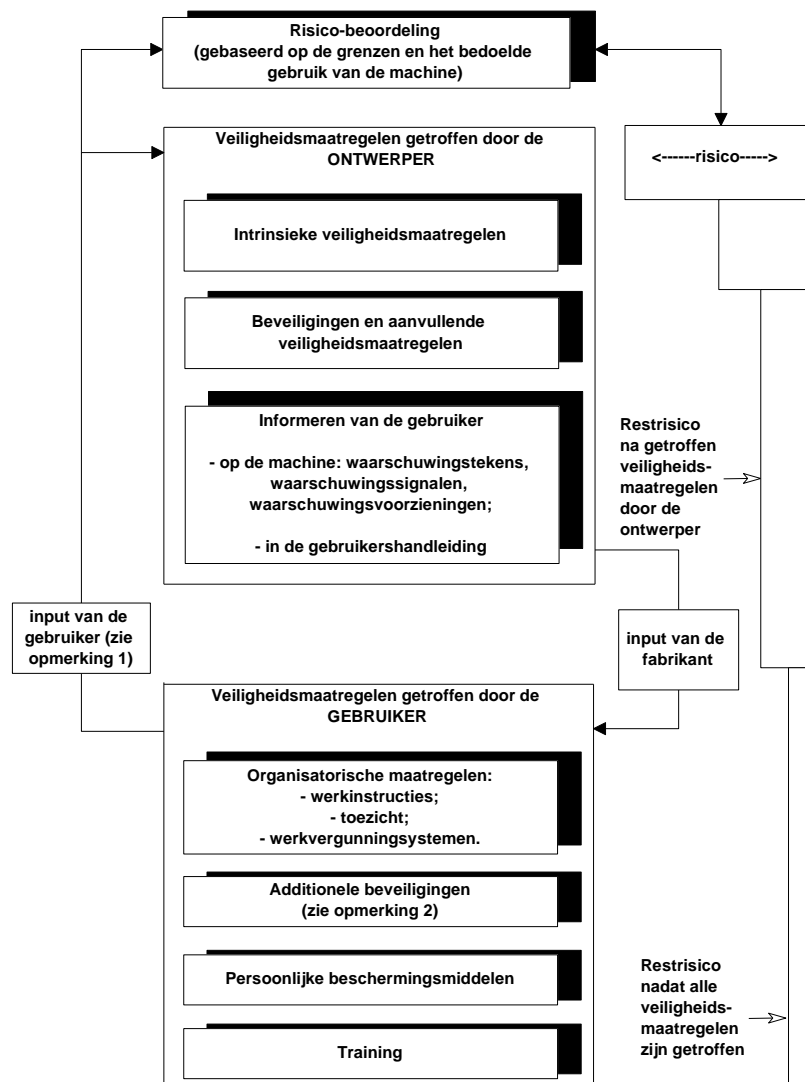 Risico-beoordeling
(gebaseerd op de grenzen en het bedoelde
gebruik van de machine)
<------risico----->
Veiligheidsmaatregelen getroffen door de
ONTWERPER
Intrinsieke veiligheidsmaatregelen
Beveiligingen en aanvullende
veiligheidsmaatregelen
Informeren van de gebruiker
- op de machine: waarschuwingstekens,
waarschuwingssignalen,
waarschuwingsvoorzieningen;
- in de gebruikershandleiding
Restrisico
na getroffen
veiligheids-
maatregelen
door de
ontwerper
input van de
gebruiker (zie
opmerking 1)
input van de
fabrikant
Veiligheidsmaatregelen getroffen door de
GEBRUIKER
Organisatorische maatregelen:
- werkinstructies;
- toezicht;
- werkvergunningsystemen.
Additionele beveiligingen
(zie opmerking 2)
Persoonlijke beschermingsmiddelen
Training
Restrisico
nadat alle
veiligheids-
maatregelen
zijn getroffen